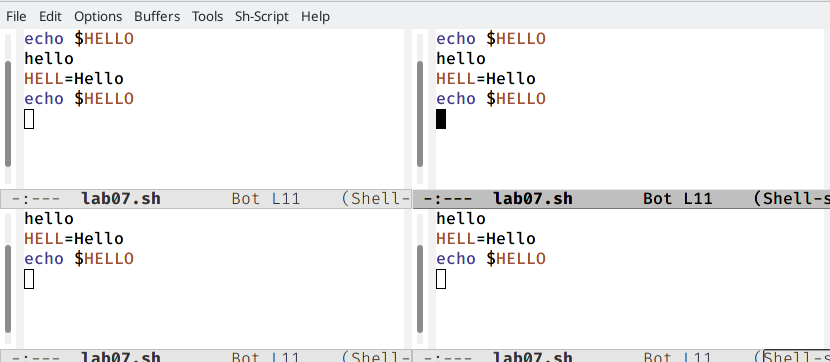 File Edit Options Buffers Tools Sh-Script Help
echo $HELLO
hello
HELL=Hello
echo $HELLO
-:--- lab07.sh Bot L11 (Shell-
echo $HELLO
hello
HELL=Hello
echo $HELLO
-:--- lab07.sh Bot L11 (Shell-s
hello
HELL=Hello
echo $HELLO
-:--- lab07.sh Bot L11 (Shell-
hello
HELL=Hello
echo $HELLO
-:--- lab07.sh Bot L11 (Shell-s